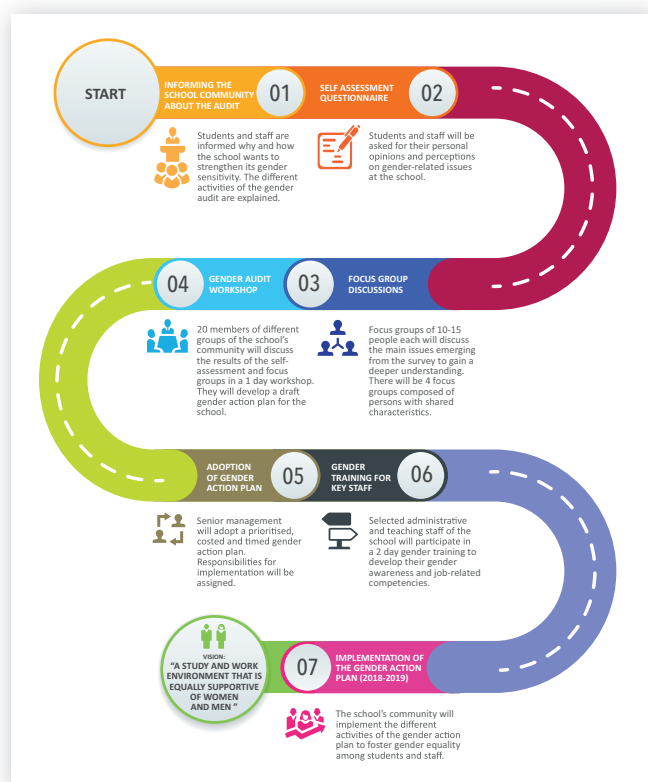 START
INFORMING THE
SCHOOL COMMUNITY
ABOUT THE AUDIT
01
Students and staff are
informed why and how
the school wants to
strengthen its gender
sensitivity. The different
activities of the gender
audit are explained.
SELF ASSESSMENT
QUESTIONNAIRE
02
Students and staff will be
asked for their personal
opinions and perceptions
on gender-related issues
at the school.
03
FOCUS GROUP
DISCUSSIONS
Focus groups of 10-15
people each will discuss
the main issues emerging
from the survey to gain a
deeper understanding.
There will be 4 focus
groups composed of
persons with shared
characteristics.
04
GENDER AUDIT
WORKSHOP
20 members of different
groups of the school's
community will discuss
the results of the self-
assessment and focus
groups in a 1 day workshop.
They will develop a draft
gender action plan for the
school.
ADOPTION
OF GENDER
ACTION PLAN
05
Senior management
will adopt a prioritised,
costed and timed gender
action plan.
Responsibilities for
implementation will be
assigned.
GENDER
TRAINING FOR
KEY STAFF
06
Selected administrative
and teaching staff of the
school will participate in
a 2 day gender training to
develop their gender
awareness and job-related
competencies.
07
IMPLEMENTATION OF
THE GENDER ACTION
PLAN (2018-2019)
The school's community will
implement the different
activities of the gender action
plan to foster gender equality
among students and staff.
VISION:
"A STUDY AND WORK
ENVIRONMENT THAT IS
EQUALLY SUPPORTIVE
OF WOMEN
AND MEN "